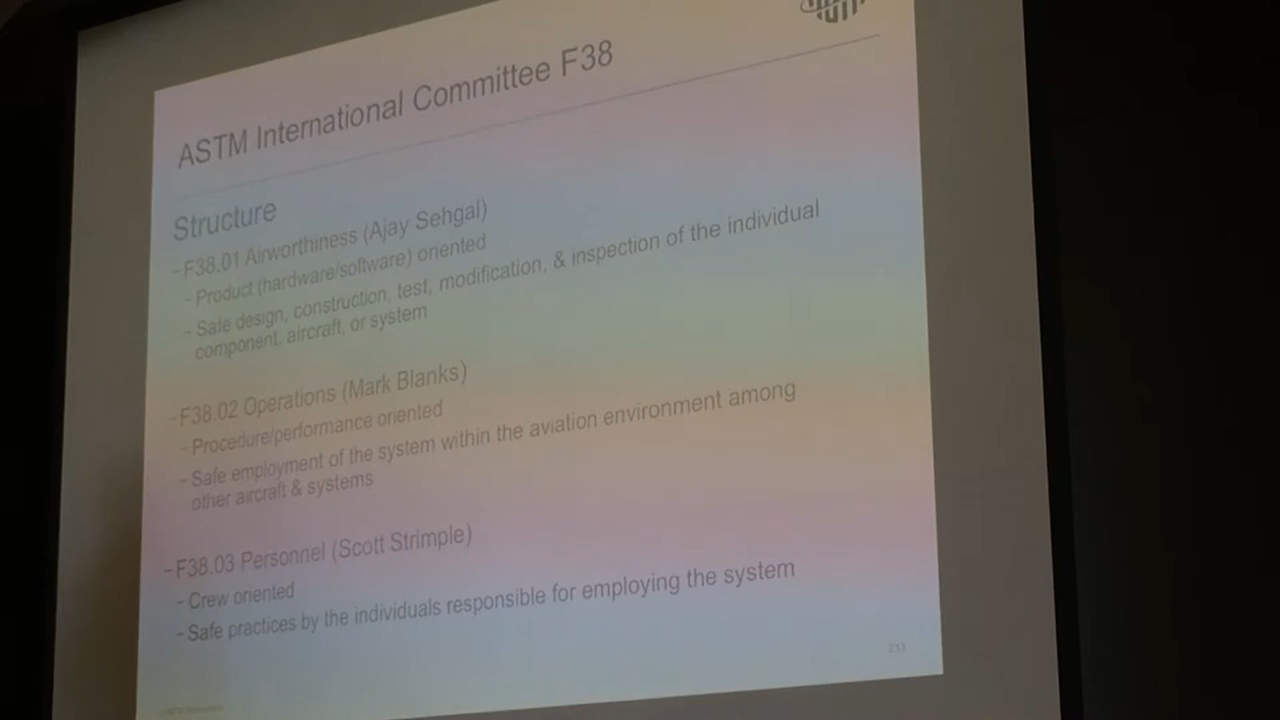 ASTM International Committee F38
Structure
-F38.01 Airworthiness (Ajay Sehgal)
- Product (hardware/software) oriented
- Safe design, construction, test, modification, & inspection of the individual
component, aircraft, or system
-F38.02 Operations (Mark Blanks)
- Procedure/performance oriented
- Safe employment of the system within the aviation environment among
other aircraft & systems
-F38.03 Personnel (Scott Strimple)
- Crew oriented
- Safe practices by the individuals responsible for employing the system